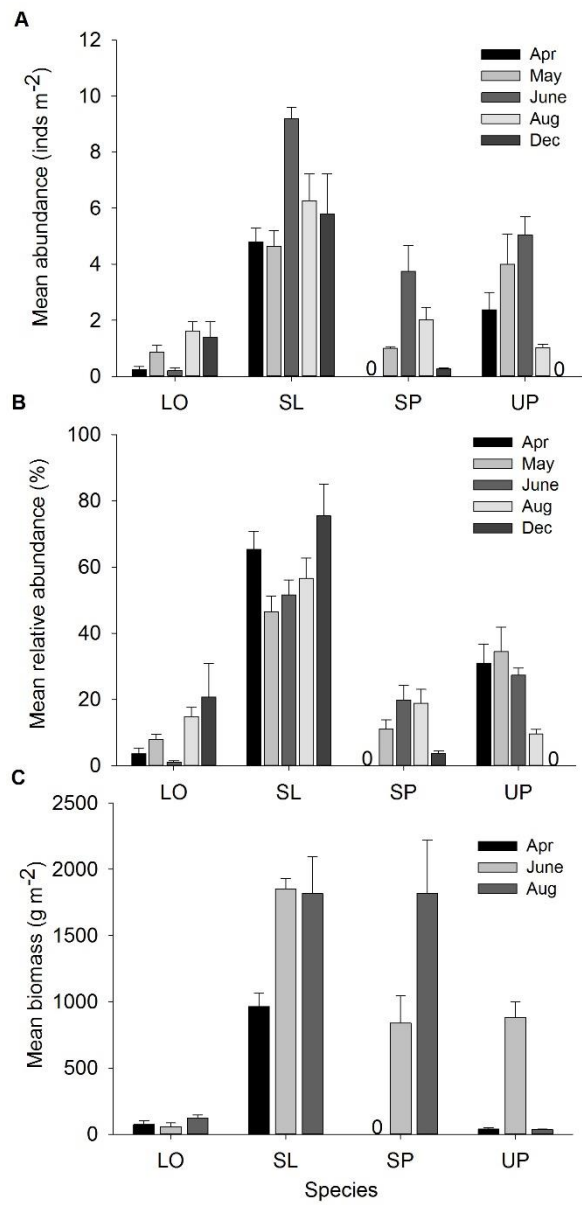 A
Mean abundance (inds m-2)
12
10
8
6
4
2
0
Apr
May
June
Aug
Dec
0
0
LO SL SP UP
B
Mean relative abundance (%)
100
80
60
40
20
0
Apr
May
June
Aug
Dec
0
0
LO SL SP UP
C
Mean biomass (g m-2)
2500
2000
1500
1000
500
0
Apr
June
Aug
0
LO SL SP UP
Species